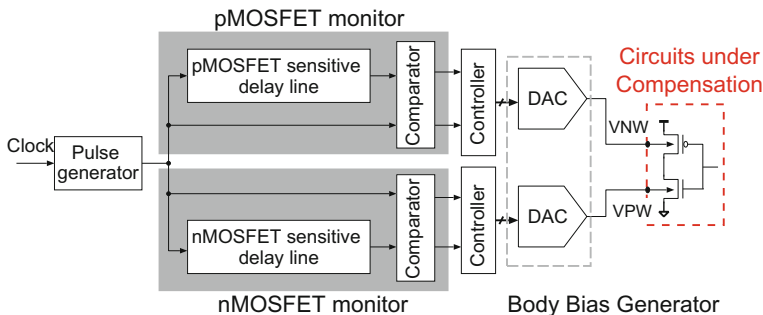 pMOSFET monitor
pMOSFET sensitive
delay line
Comparator
Controller
DAC
Circuits under
Compensation
VNW
Clock
Pulse
generator
nMOSFET sensitive
delay line
Comparator
Controller
DAC
VPW
nMOSFET monitor
Body Bias Generator